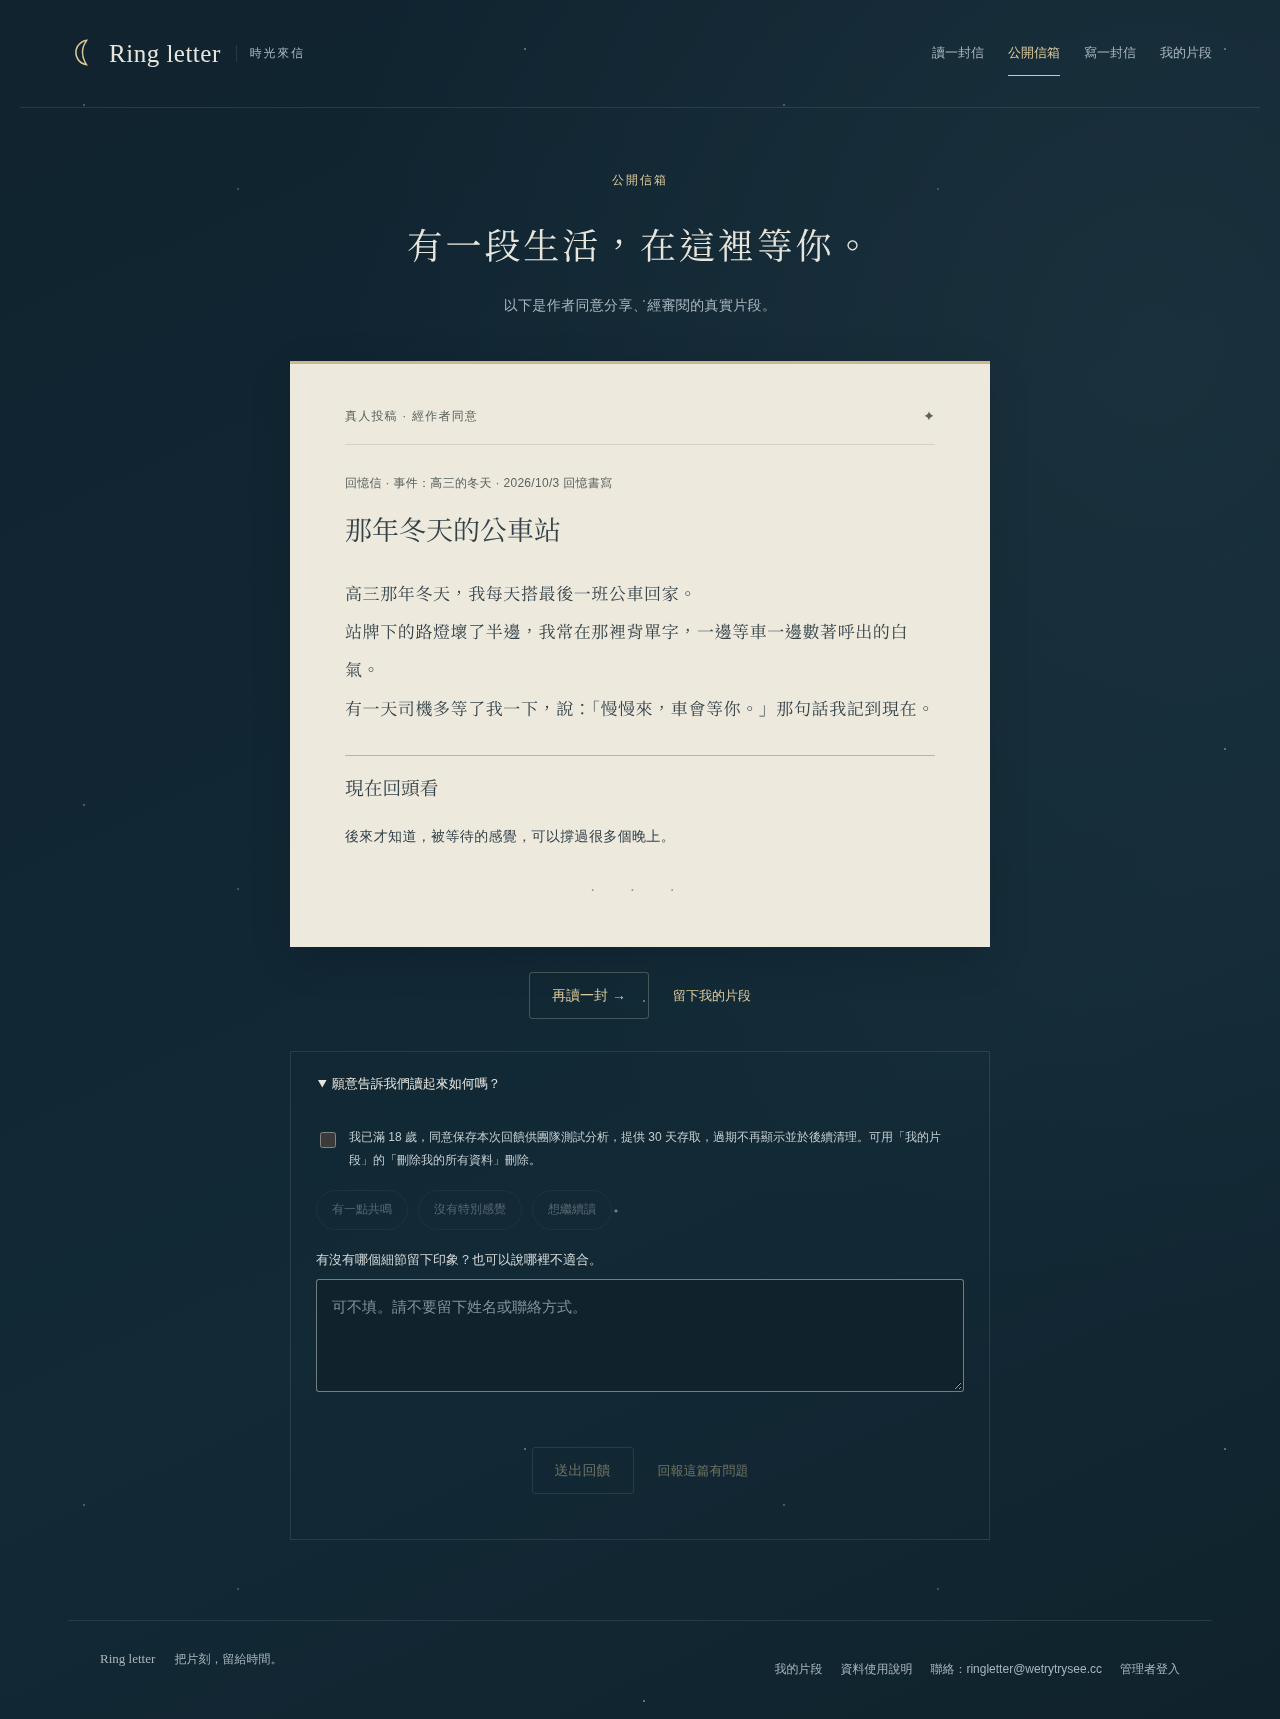 Ring letter 時光來信 讀一封信 公開信箱 寫一封信 我的片段
公開信箱
有一段生活，在這裡等你。
以下是作者同意分享、經審閱的真實片段。
真人投稿 · 經作者同意 ✦
回憶信 · 事件：高三的冬天 · 2026/10/3 回憶書寫
那年冬天的公車站
高三那年冬天，我每天搭最後一班公車回家。
站牌下的路燈壞了半邊，我常在那裡背單字，一邊等車一邊數著呼出的白
氣。
有一天司機多等了我一下，說：「慢慢來，車會等你。」那句話我記到現在。
現在回頭看
後來才知道，被等待的感覺，可以撐過很多個晚上。
· · ·
再讀一封 → 留下我的片段
▼ 願意告訴我們讀起來如何嗎？
我已滿 18 歲，同意保存本次回饋供團隊測試分析，提供 30 天存取，過期不再顯示並於後續清理。可用「我的片
段」的「刪除我的所有資料」刪除。
有一點共鳴 沒有特別感覺 想繼續讀
有沒有哪個細節留下印象？也可以說哪裡不適合。
可不填。請不要留下姓名或聯絡方式。
送出回饋 回報這篇有問題
Ring letter 把片刻，留給時間。
我的片段 資料使用說明 聯絡：ringletter@wetrytrysee.cc 管理者登入